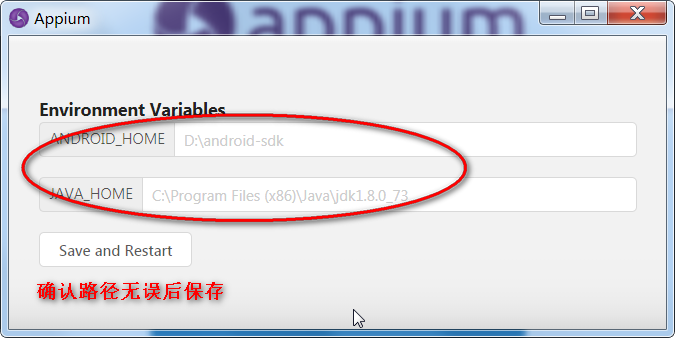 Appium
appium
Environment Variables
ANDROID_HOME D:\android-sdk
JAVA_HOME C:\Program Files (x86)\Java\jdk1.8.0_73
Save and Restart
确认路径无误后保存